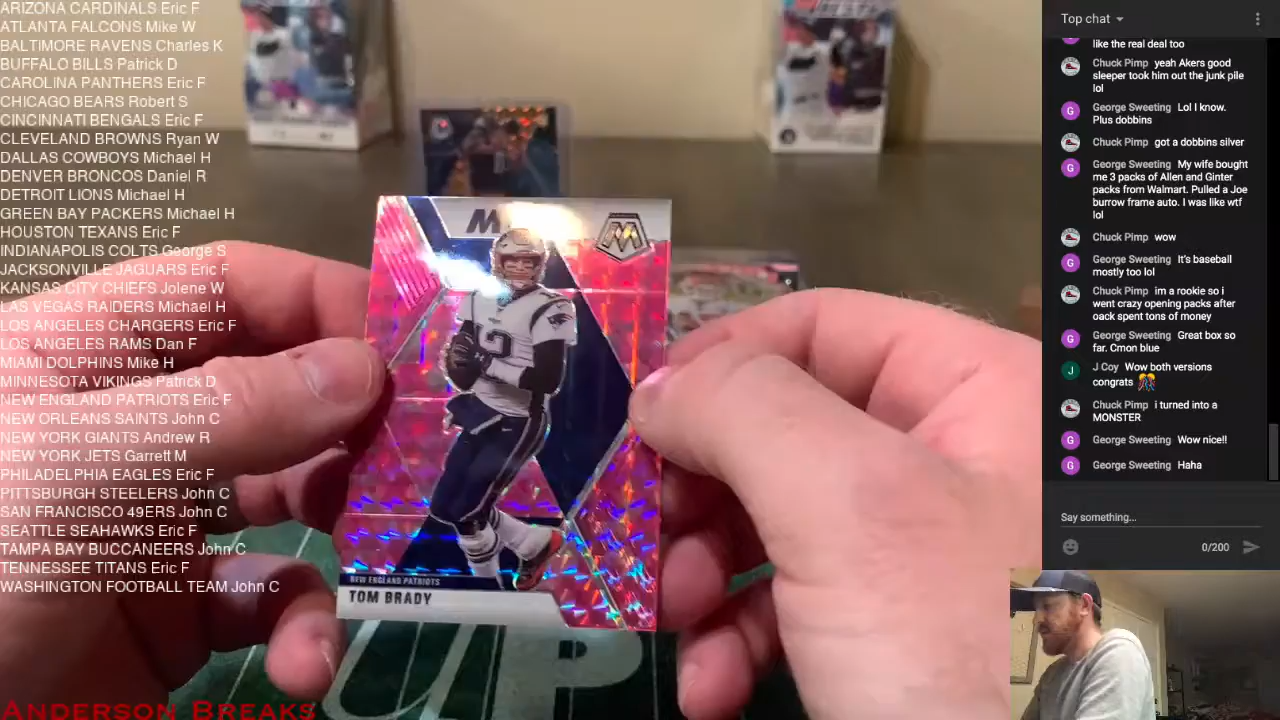 ARIZONA CARDINALS Eric F
ATLANTA FALCONS Mike W
BALTIMORE RAVENS Charles K
BUFFALO BILLS Patrick D
CAROLINA PANTHERS Eric F
CHICAGO BEARS Robert S
CINCINNATI BENGALS Eric F
CLEVELAND BROWNS Ryan W
DALLAS COWBOYS Michael H
DENVER BRONCOS Daniel R
DETROIT LIONS Michael H
GREEN BAY PACKERS Michael H
HOUSTON TEXANS Eric F
INDIANAPOLIS COLTS George S
JACKSONVILLE JAGUARS Eric F
KANSAS CITY CHIEFS Jolene W
LAS VEGAS RAIDERS Michael H
LOS ANGELES CHARGERS Eric F
LOS ANGELES RAMS Dan F
MIAMI DOLPHINS Mike H
MINNESOTA VIKINGS Patrick D
NEW ENGLAND PATRIOTS Eric F
NEW ORLEANS SAINTS John C
NEW YORK GIANTS Andrew R
NEW YORK JETS Garrett M
PHILADELPHIA EAGLES Eric F
PITTSBURGH STEELERS John C
SAN FRANCISCO 49ERS John C
SEATTLE SEAHAWKS Eric F
TAMPA BAY BUCCANEERS John C
TENNESSEE TITANS Eric F
WASHINGTON FOOTBALL TEAM John C
ANDERSON BREAKS
M
12
NEW ENGLAND PATRIOTS
TOM BRADY
UP
Top chat
like the real deal too
Chuck Pimp yeah Akers good
sleeper took him out the junk pile
lol
George Sweeting Lol I know.
Plus dobbins
Chuck Pimp got a dobbins silver
George Sweeting My wife bought
me 3 packs of Allen and Ginter
packs from Walmart. Pulled a Joe
burrow frame auto. I was like wtf
lol
Chuck Pimp wow
George Sweeting It's baseball
mostly too lol
Chuck Pimp im a rookie so i
went crazy opening packs after
oack spent tons of money
George Sweeting Great box so
far. Cmon blue
J Coy Wow both versions
congrats
Chuck Pimp i turned into a
MONSTER
George Sweeting Wow nice!!
George Sweeting Haha
Say something...
0/200